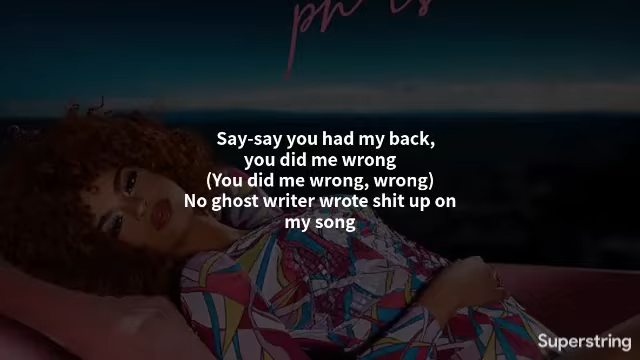 Say-say you had my back,
you did me wrong
(You did me wrong, wrong)
No ghost writer wrote shit up on
my song
Superstring